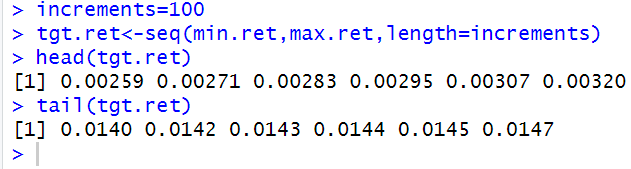 > increments=100
> tgt.ret<-seq(min.ret,max.ret,length=increments)
> head(tgt.ret)
[1] 0.00259 0.00271 0.00283 0.00295 0.00307 0.00320
> tail(tgt.ret)
[1] 0.0140 0.0142 0.0143 0.0144 0.0145 0.0147
>